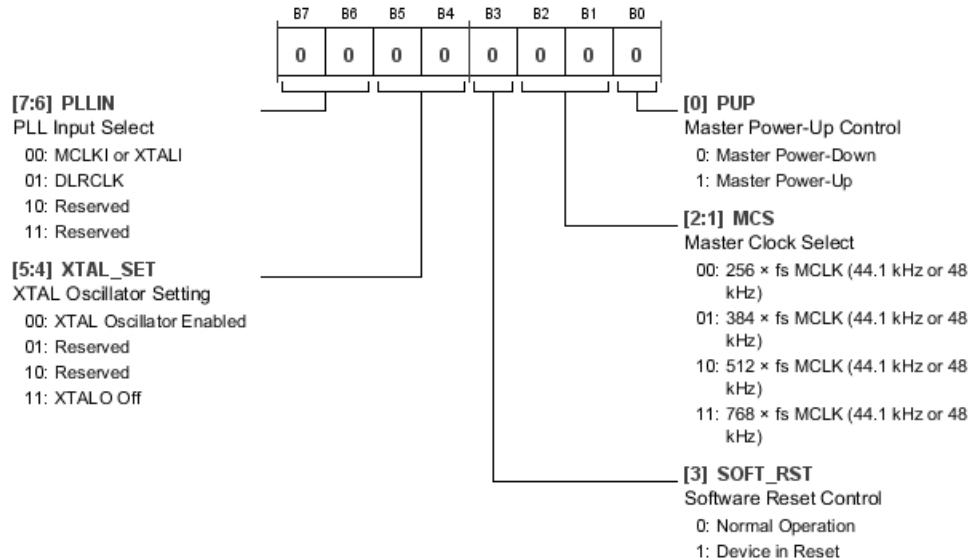 B7 B6 B5 B4 B3 B2 B1 B0
0 0 0 0 0 0 0 0
[7:6] PLLIN
PLL Input Select
00: MCLKI or XTALI
01: DLRCLK
10: Reserved
11: Reserved
[5:4] XTAL_SET
XTAL Oscillator Setting
00: XTAL Oscillator Enabled
01: Reserved
10: Reserved
11: XTALO Off
[0] PUP
Master Power-Up Control
0: Master Power-Down
1: Master Power-Up
[2:1] MCS
Master Clock Select
00: 256 × fs MCLK (44.1 kHz or 48
kHz)
01: 384 × fs MCLK (44.1 kHz or 48
kHz)
10: 512 × fs MCLK (44.1 kHz or 48
kHz)
11: 768 × fs MCLK (44.1 kHz or 48
kHz)
[3] SOFT_RST
Software Reset Control
0: Normal Operation
1: Device in Reset